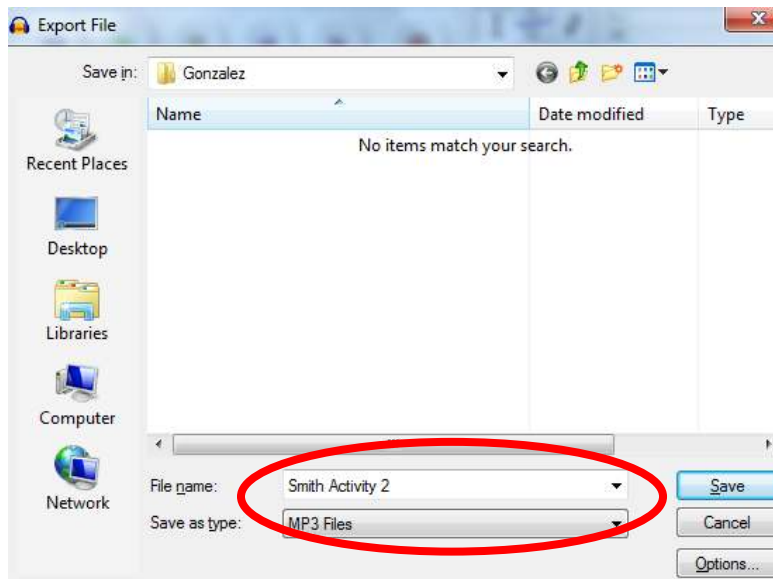 Export File
Save in: Gonzalez
Name Date modified Type
No items match your search.
Recent Places
Desktop
Libraries
Computer
Network
File name: Smith Activity 2 Save
Save as type: MP3 Files Cancel
Options...